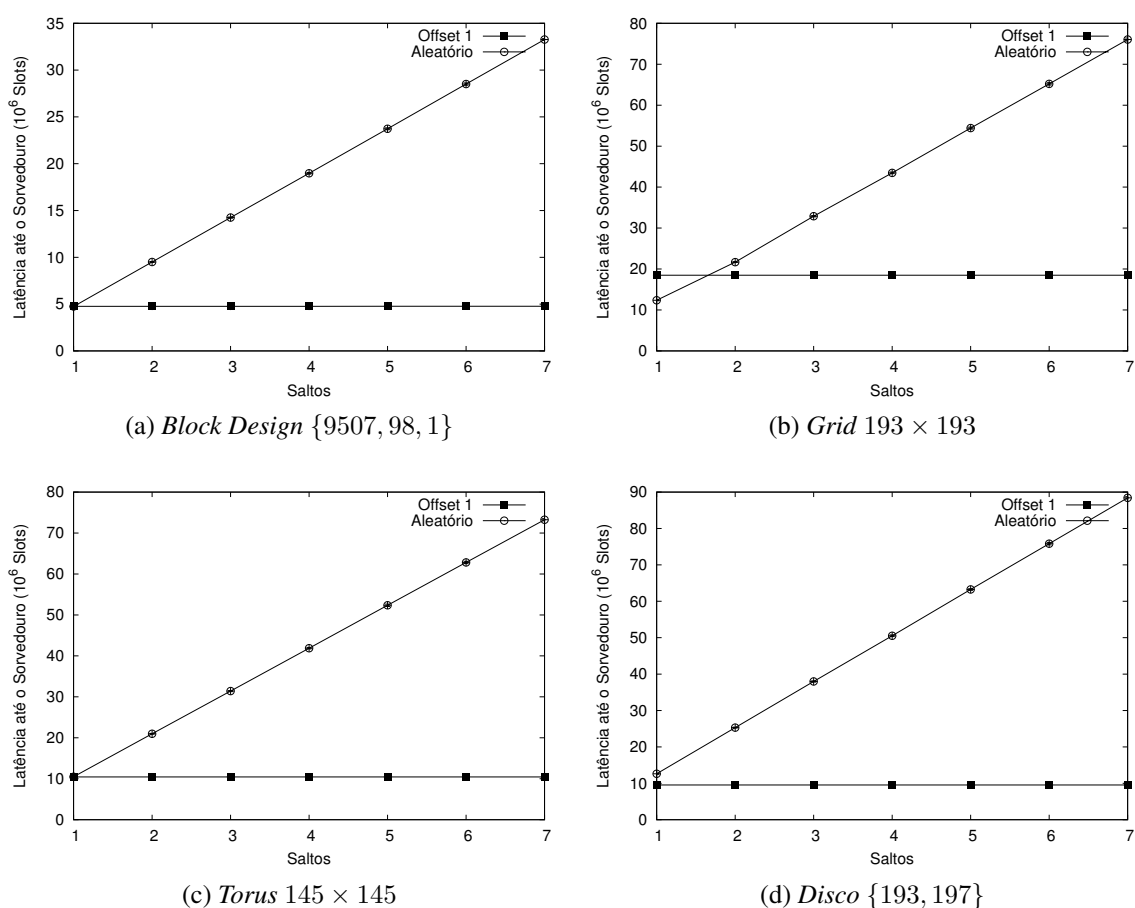 35
30
25
20
15
10
5
0
Latência até o Sorvedouro (10⁶ Slots)
Offset 1
Aleatório
1 2 3 4 5 6 7
Saltos
(a) Block Design {9507, 98, 1}
80
70
60
50
40
30
20
10
0
Latência até o Sorvedouro (10⁶ Slots)
Offset 1
Aleatório
1 2 3 4 5 6 7
Saltos
(b) Grid 193 × 193
80
70
60
50
40
30
20
10
0
Latência até o Sorvedouro (10⁶ Slots)
Offset 1
Aleatório
1 2 3 4 5 6 7
Saltos
(c) Torus 145 × 145
90
80
70
60
50
40
30
20
10
0
Latência até o Sorvedouro (10⁶ Slots)
Offset 1
Aleatório
1 2 3 4 5 6 7
Saltos
(d) Disco {193, 197}